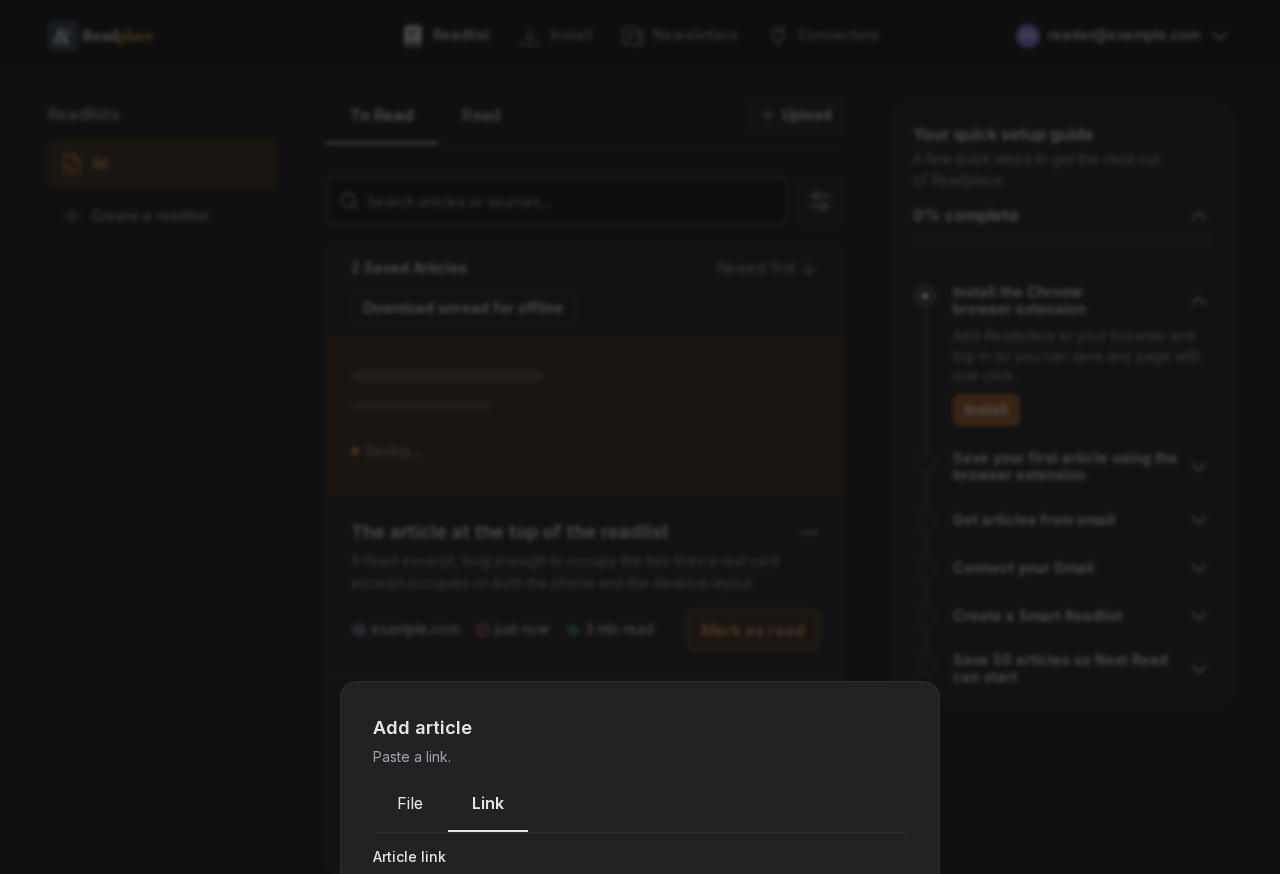 Readplace
Readlist
Install
Newsletters
Connectors
reader@example.com
Readlists
All
Create a readlist
To Read
Read
+ Upload
Search articles or sources...
2 Saved Articles
Newest first ↓
Download unread for offline
Saving...
The article at the top of the readlist
A fixed excerpt, long enough to occupy the two lines a real card
excerpt occupies on both the phone and the desktop layout.
example.com
just now
3 min read
Mark as read
Your quick setup guide
A few quick steps to get the most out
of Readplace.
0% complete
Install the Chrome
browser extension
Add Readplace to your browser and
log-in so you can save any page with
one click.
Install
Save your first article using the
browser extension
Get articles from email
Connect your Gmail
Create a Smart Readlist
Save 50 articles so Next Read
can start
Add article
Paste a link.
File
Link
Article link